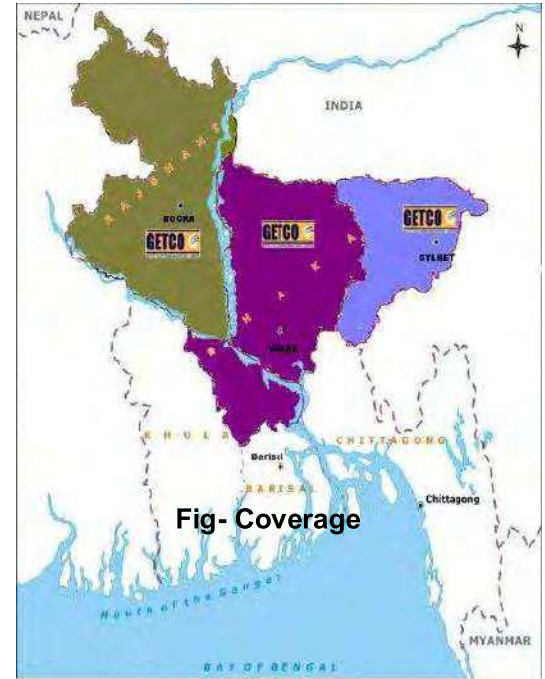 NEPAL
N
INDIA
RAJSHAHI
BOGRA
GETCO
GETCO
GETCO
SYLHET
DHAKA
KHULA
CHITTAGONG
Barisal
BARISAL
Chittagong
Fig- Coverage
Mouth of the Ganges
MYANMAR
BAY OF BENGAL